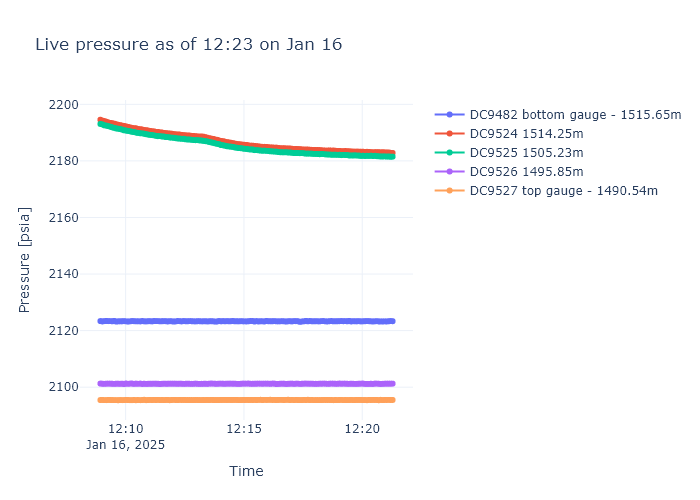 Live pressure as of 12:23 on Jan 16
2200
2180
2160
2140
2120
2100
Pressure [psia]
12:10
Jan 16, 2025
12:15
12:20
Time
DC9482 bottom gauge - 1515.65m
DC9524 1514.25m
DC9525 1505.23m
DC9526 1495.85m
DC9527 top gauge - 1490.54m